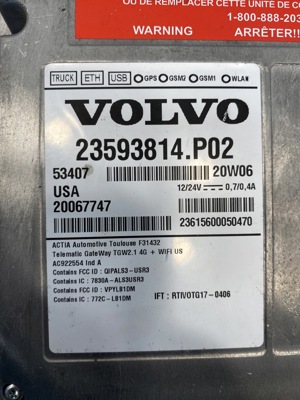 OU DE REMPLACER CETTE UNITÉ DE CO
1-800-888-203
WARNING ARRÊTER!!!
TRUCK ETH USB GPS GSM2 GSM1 WLAN
VOLVO
23593814.P02
53407 20W06
USA 12/24V 0,7/0,4A
20067747 23615600050470
ACTIA Automotive Toulouse F31432
Telematic GateWay TGW2.1 4G + WIFI US
AC922554 Ind A
Contains FCC ID : QIPALS3-USR3
Contains IC : 7830A-ALS3USR3
Contains FCC ID : VPYLB1DM
Contains IC : 772C-LB1DM IFT : RTIVOTG17-0406